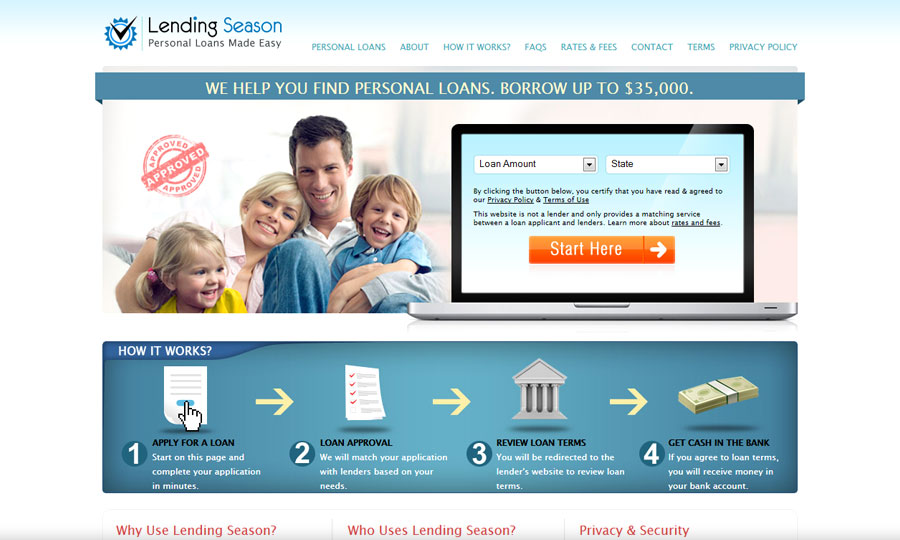 Lending Season
Personal Loans Made Easy
PERSONAL LOANS ABOUT HOW IT WORKS? FAQS RATES & FEES CONTACT TERMS PRIVACY POLICY
WE HELP YOU FIND PERSONAL LOANS. BORROW UP TO $35,000.
APPROVED
APPROVED
APPROVED
Loan Amount State
By clicking the button below, you certify that you have read & agreed to
our Privacy Policy & Terms of Use
This website is not a lender and only provides a matching service
between a loan applicant and lenders. Learn more about rates and fees.
Start Here
HOW IT WORKS?
1 APPLY FOR A LOAN
Start on this page and
complete your application
in minutes.
2 LOAN APPROVAL
We will match your application
with lenders based on your
needs.
3 REVIEW LOAN TERMS
You will be redirected to the
lender's website to review loan
terms.
4 GET CASH IN THE BANK
If you agree to loan terms,
you will receive money in
your bank account.
Why Use Lending Season? Who Uses Lending Season? Privacy & Security